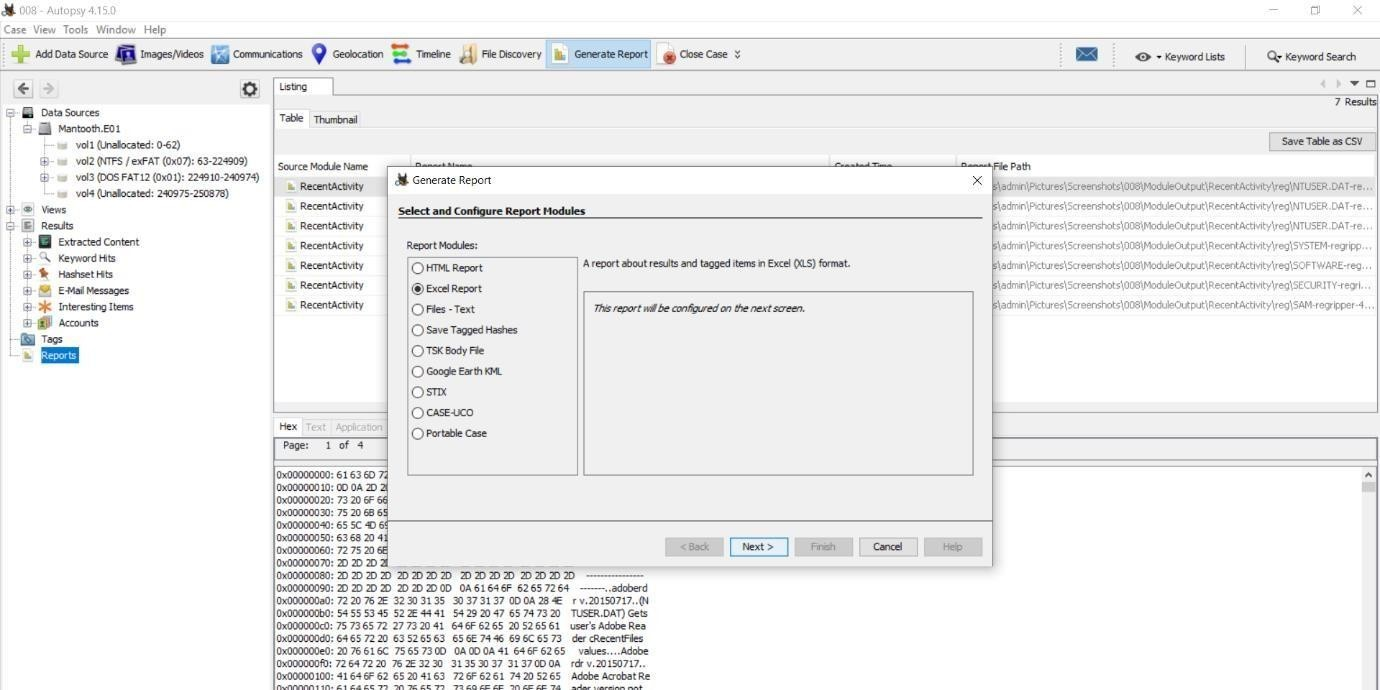 008 - Autopsy 4.15.0
Case View Tools Window Help
Add Data Source Images/Videos Communications Geolocation Timeline File Discovery Generate Report Close Case Keyword Lists Keyword Search
Listing
7 Results
Table Thumbnail
Save Table as CSV
Data Sources
Mantooth.E01
vol1 (Unallocated: 0-62)
vol2 (NTFS / exFAT (0x07): 63-224909)
vol3 (DOS FAT12 (0x01): 224910-240974)
vol4 (Unallocated: 240975-250878)
Views
Results
Extracted Content
Keyword Hits
Hashset Hits
E-Mail Messages
Interesting Items
Accounts
Tags
Reports
Source Module Name Report Name Created Time Report File Path
RecentActivity s\admin\Pictures\Screenshots\008\ModuleOutput\RecentActivity\reg\NTUSER.DAT-re...
RecentActivity s\admin\Pictures\Screenshots\008\ModuleOutput\RecentActivity\reg\NTUSER.DAT-re...
RecentActivity s\admin\Pictures\Screenshots\008\ModuleOutput\RecentActivity\reg\NTUSER.DAT-re...
RecentActivity s\admin\Pictures\Screenshots\008\ModuleOutput\RecentActivity\reg\SYSTEM-regripp...
RecentActivity s\admin\Pictures\Screenshots\008\ModuleOutput\RecentActivity\reg\SOFTWARE-reg...
RecentActivity s\admin\Pictures\Screenshots\008\ModuleOutput\RecentActivity\reg\SECURITY-regri...
RecentActivity s\admin\Pictures\Screenshots\008\ModuleOutput\RecentActivity\reg\SAM-regripper-4...
Generate Report
Select and Configure Report Modules
Report Modules:
HTML Report
Excel Report
Files - Text
Save Tagged Hashes
TSK Body File
Google Earth KML
STIX
CASE-UCO
Portable Case
A report about results and tagged items in Excel (XLS) format.
This report will be configured on the next screen.
< Back Next > Finish Cancel Help
Hex Text Application
Page: 1 of 4
0x00000000: 61 63 6D 72
0x00000010: 0D 0A 2D 20
0x00000020: 73 20 6F 66
0x00000030: 75 20 6B 65
0x00000040: 65 5C 4D 69
0x00000050: 63 68 20 41
0x00000060: 72 75 20 6E
0x00000070: 2D 2D 2D 2D
0x00000080: 2D 2D 2D 2D 2D 2D 2D 2D 2D 2D 2D 2D 2D 2D 2D 2D ----------------
0x00000090: 2D 2D 2D 2D 2D 2D 2D 0D 0A 61 64 6F 62 65 72 64 -------..adoberd
0x000000a0: 72 20 76 2E 32 30 31 35 30 37 31 37 0D 0A 28 4E r v.20150717..(N
0x000000b0: 54 55 53 45 52 2E 44 41 54 29 20 47 65 74 73 20 TUSER.DAT) Gets
0x000000c0: 75 73 65 72 27 73 20 41 64 6F 62 65 20 52 65 61 user's Adobe Rea
0x000000d0: 64 65 72 20 63 52 65 63 65 6E 74 46 69 6C 65 73 der cRecentFiles
0x000000e0: 20 76 61 6C 75 65 73 0D 0A 0D 0A 41 64 6F 62 65 values....Adobe
0x000000f0: 72 64 72 20 76 2E 32 30 31 35 30 37 31 37 0D 0A rdr v.20150717..
0x00000100: 41 64 6F 62 65 20 41 63 72 6F 62 61 74 20 52 65 Adobe Acrobat Re